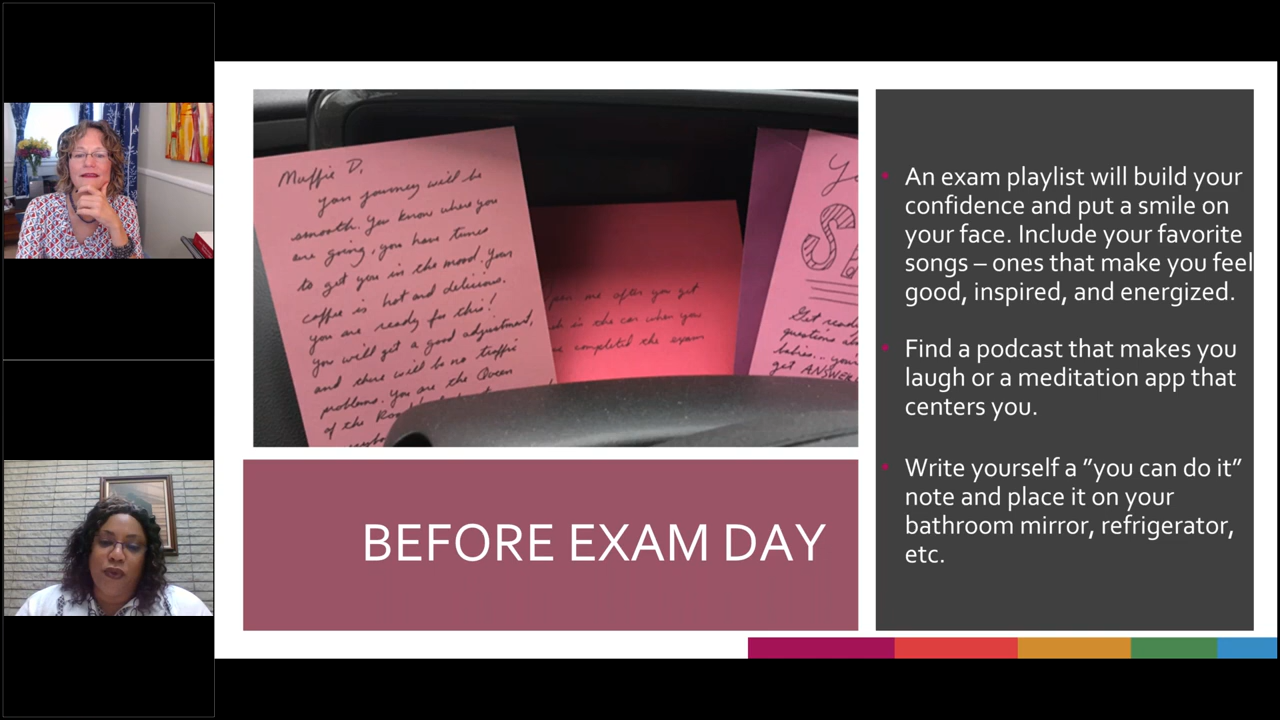 Muffie D,
your journey will be
smooth. You know where you
are going, you have tunes
to get you in the mood. Your
coffee is hot and delicious.
you are ready for this!
you will get a good adjustment,
and there will be no traffic
problems. you are the Queen
of the
open me after you get
in the car when you
completed the exam
Get
questions
babies...
get ANSWER
BEFORE EXAM DAY
An exam playlist will build your
confidence and put a smile on
your face. Include your favorite
songs – ones that make you feel
good, inspired, and energized.
Find a podcast that makes you
laugh or a meditation app that
centers you.
Write yourself a ”you can do it”
note and place it on your
bathroom mirror, refrigerator,
etc.